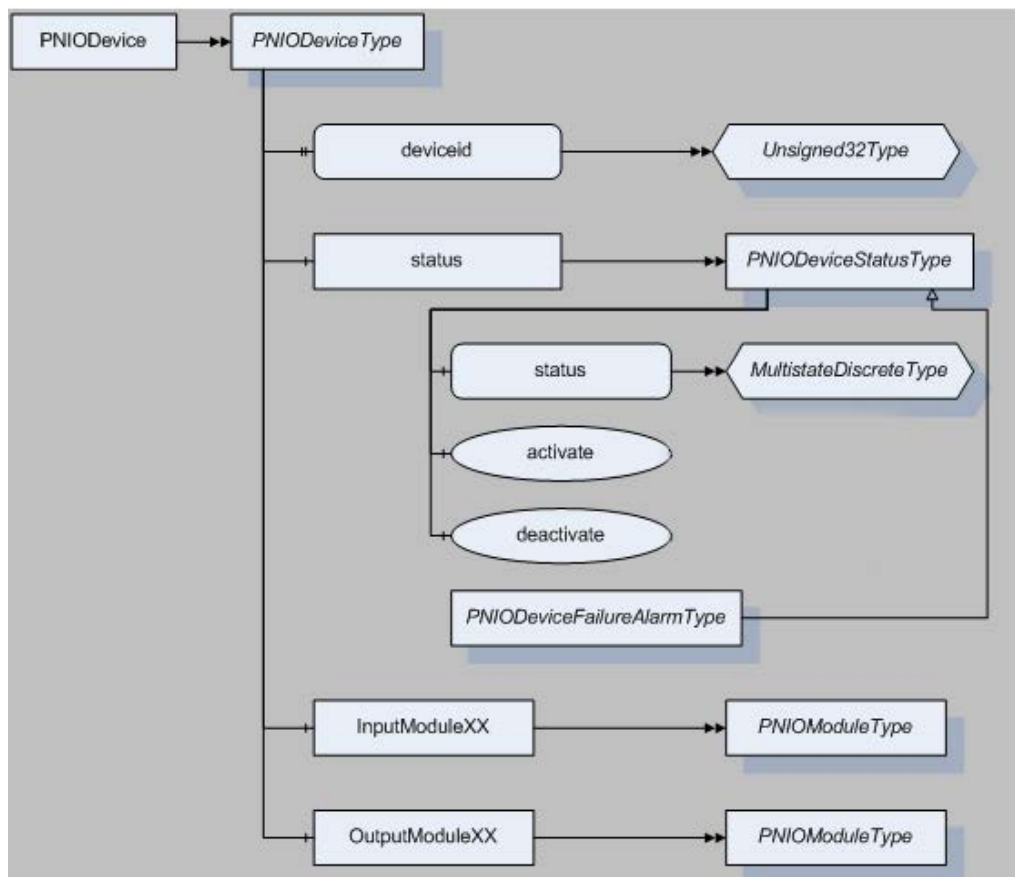 PNIODevice
PNIODeviceType
deviceid
Unsigned32Type
status
PNIODeviceStatusType
status
MultistateDiscreteType
activate
deactivate
PNIODeviceFailureAlarmType
InputModuleXX
PNIOModuleType
OutputModuleXX
PNIOModuleType